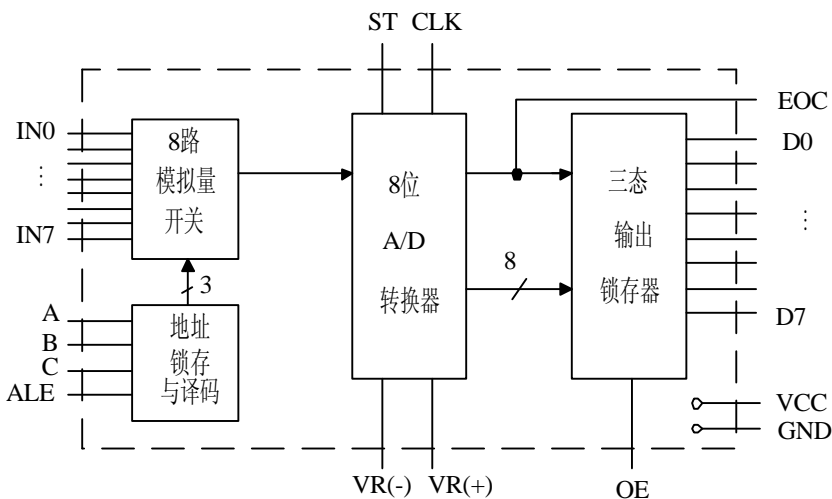 ST CLK
EOC
IN0
⋮
IN7
8路
模拟量
开关
3
A
B
C
ALE
地址
锁存
与译码
8位
A/D
转换器
8
三态
输出
锁存器
D0
⋮
D7
VCC
GND
VR(-) VR(+)
OE